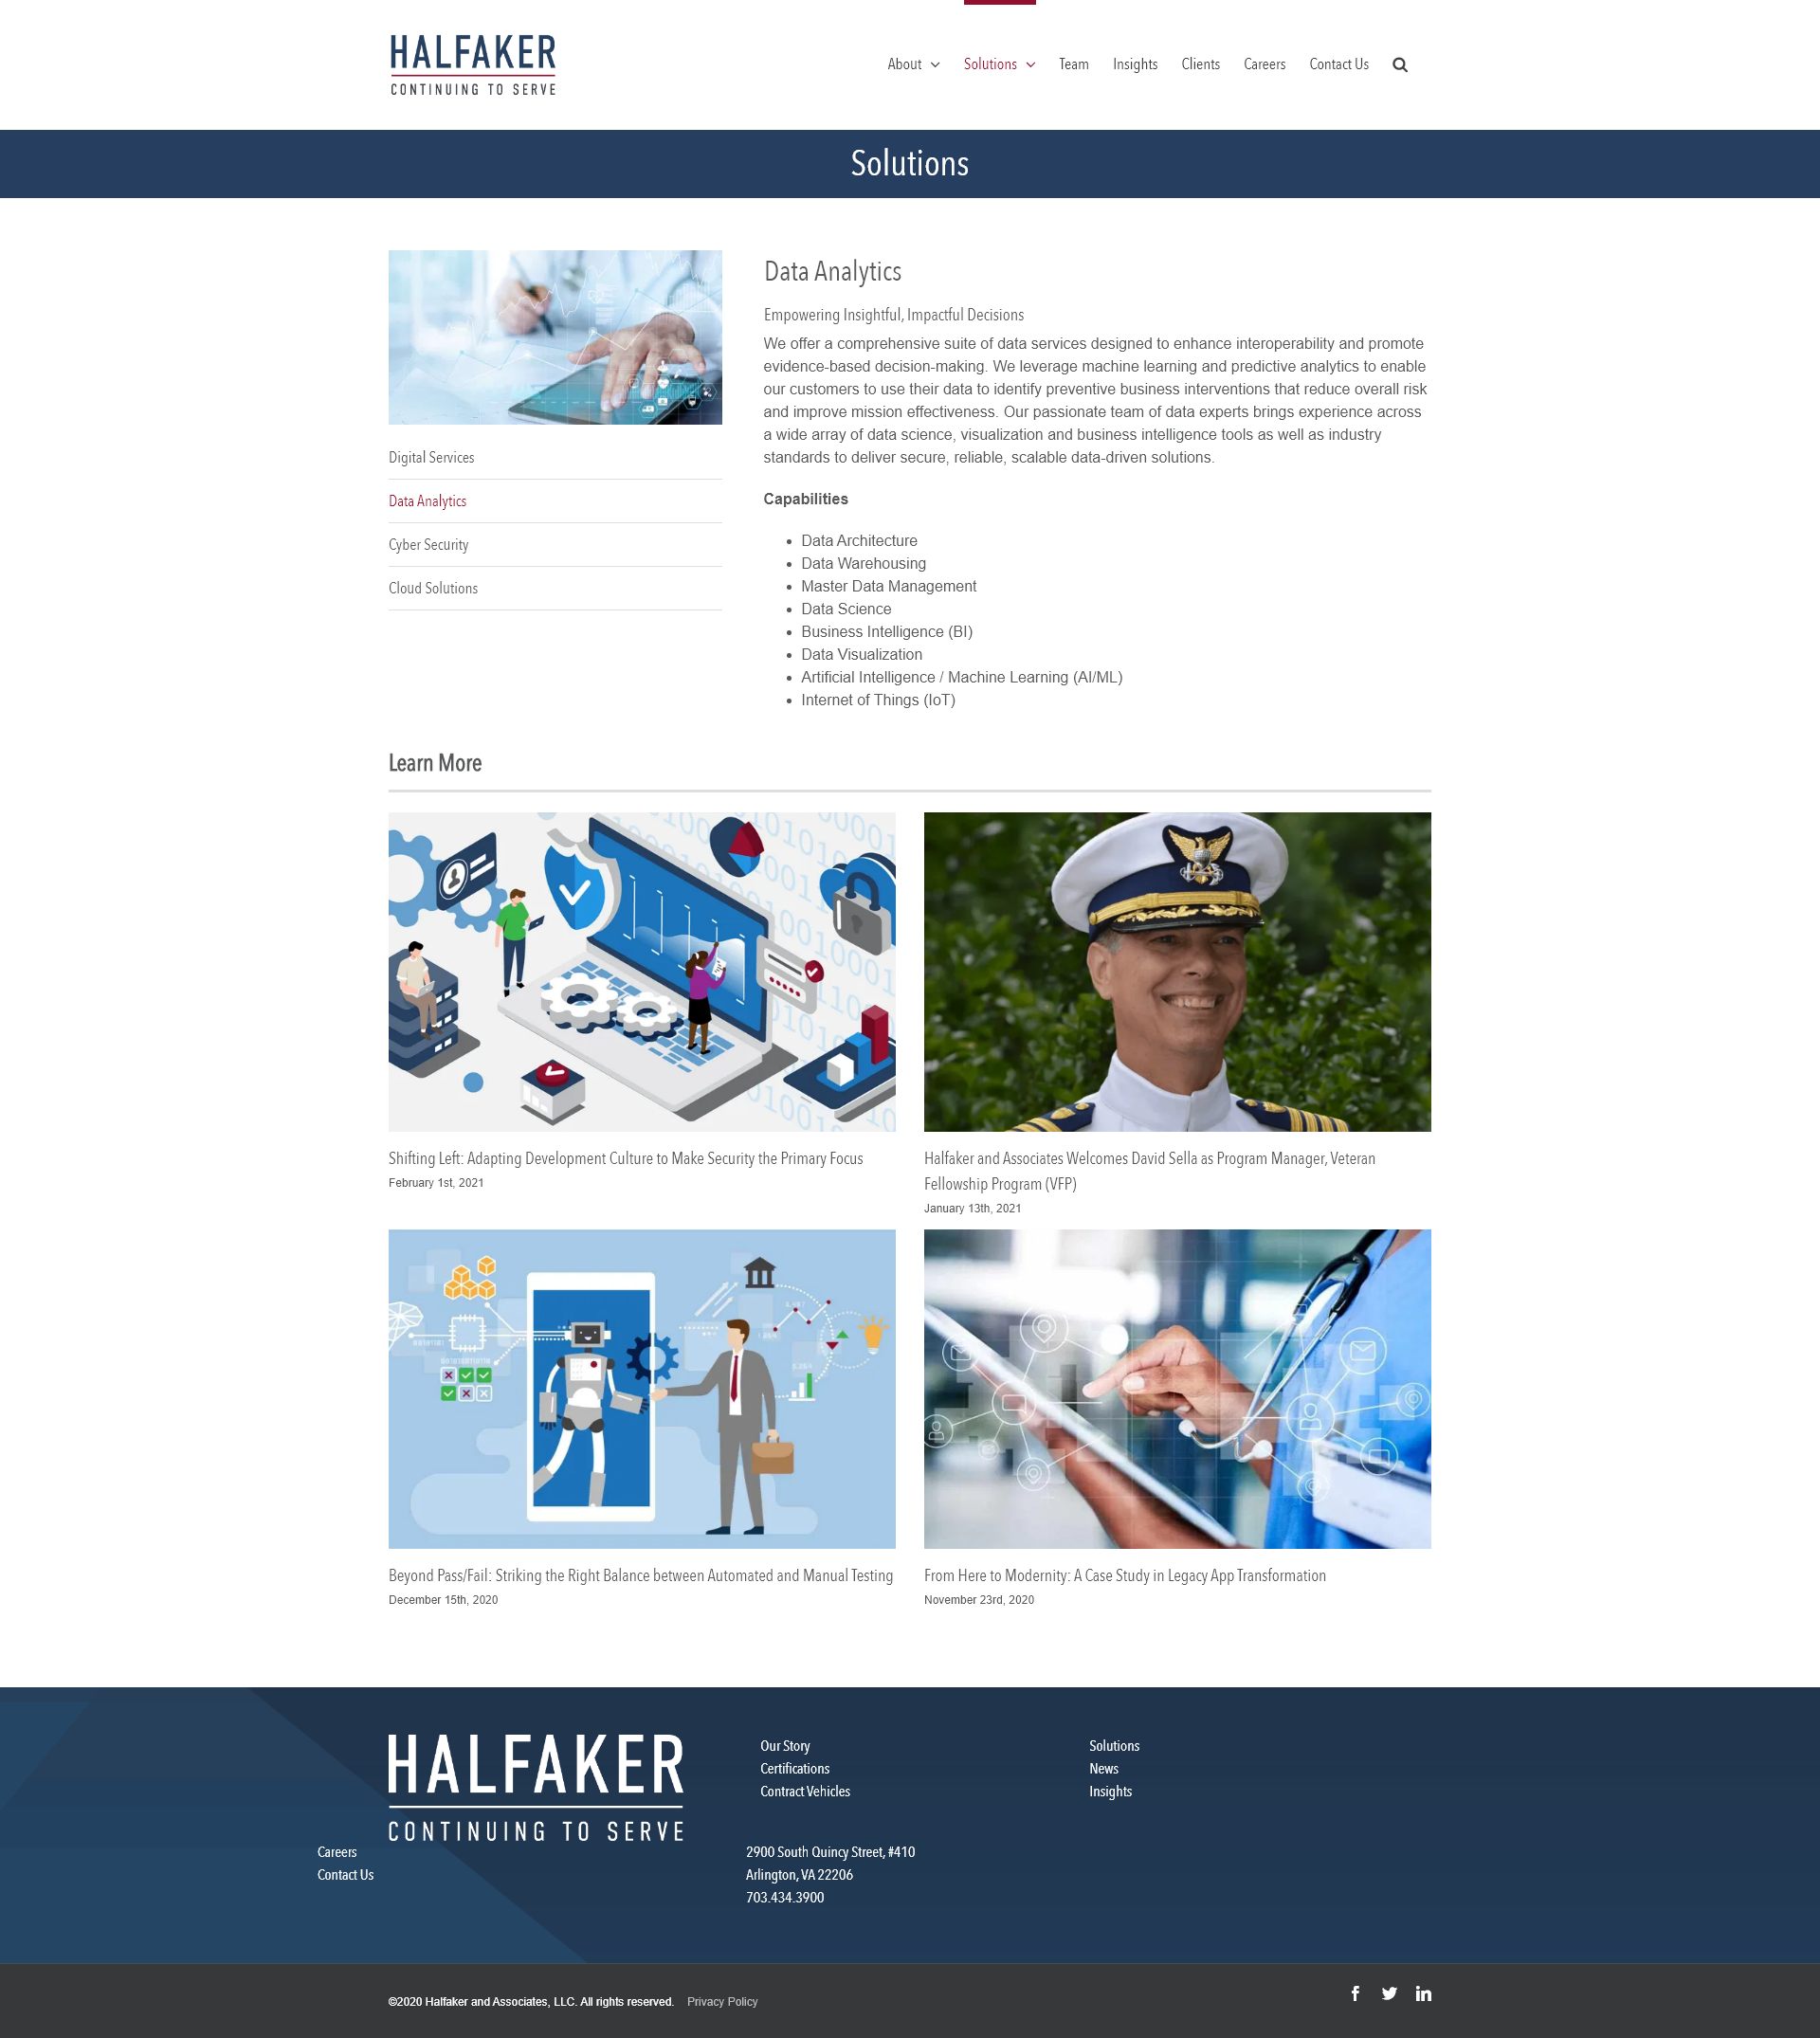 HALFAKER
CONTINUING TO SERVE
About
Solutions
Team
Insights
Clients
Careers
Contact Us
Solutions
Digital Services
Data Analytics
Cyber Security
Cloud Solutions
Data Analytics
Empowering Insightful, Impactful Decisions
We offer a comprehensive suite of data services designed to enhance interoperability and promote
evidence-based decision-making. We leverage machine learning and predictive analytics to enable
our customers to use their data to identify preventive business interventions that reduce overall risk
and improve mission effectiveness. Our passionate team of data experts brings experience across
a wide array of data science, visualization and business intelligence tools as well as industry
standards to deliver secure, reliable, scalable data-driven solutions.
Capabilities
• Data Architecture
• Data Warehousing
• Master Data Management
• Data Science
• Business Intelligence (BI)
• Data Visualization
• Artificial Intelligence / Machine Learning (AI/ML)
• Internet of Things (IoT)
Learn More
Shifting Left: Adapting Development Culture to Make Security the Primary Focus
February 1st, 2021
Halfaker and Associates Welcomes David Sella as Program Manager, Veteran
Fellowship Program (VFP)
January 13th, 2021
Beyond Pass/Fail: Striking the Right Balance between Automated and Manual Testing
December 15th, 2020
From Here to Modernity: A Case Study in Legacy App Transformation
November 23rd, 2020
HALFAKER
CONTINUING TO SERVE
Our Story
Certifications
Contract Vehicles
Solutions
News
Insights
Careers
Contact Us
2900 South Quincy Street, #410
Arlington, VA 22206
703.434.3900
©2020 Halfaker and Associates, LLC. All rights reserved. Privacy Policy